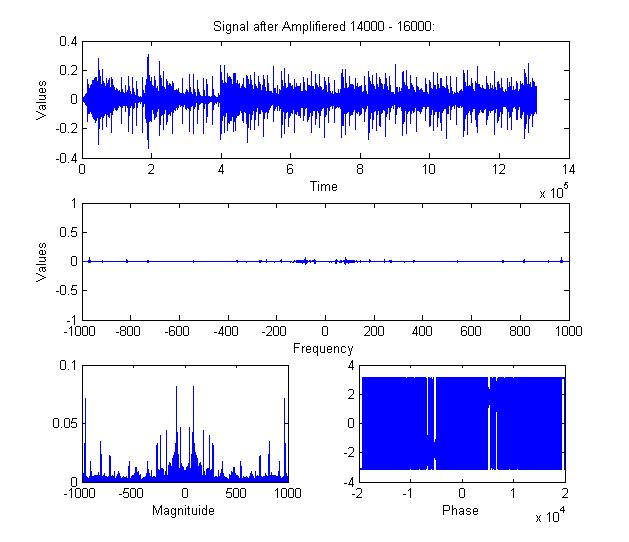 Signal after Amplifiered 14000 - 16000:
0.4
0.2
0
-0.2
-0.4
Values
0 2 4 6 8 10 12 14
Time
x 10^5
1
0.5
0
-0.5
-1
Values
-1000 -800 -600 -400 -200 0 200 400 600 800 1000
Frequency
0.1
0.05
0
-1000 -500 0 500 1000
Magnituide
4
2
0
-2
-4
-2 -1 0 1 2
Phase
x 10^4